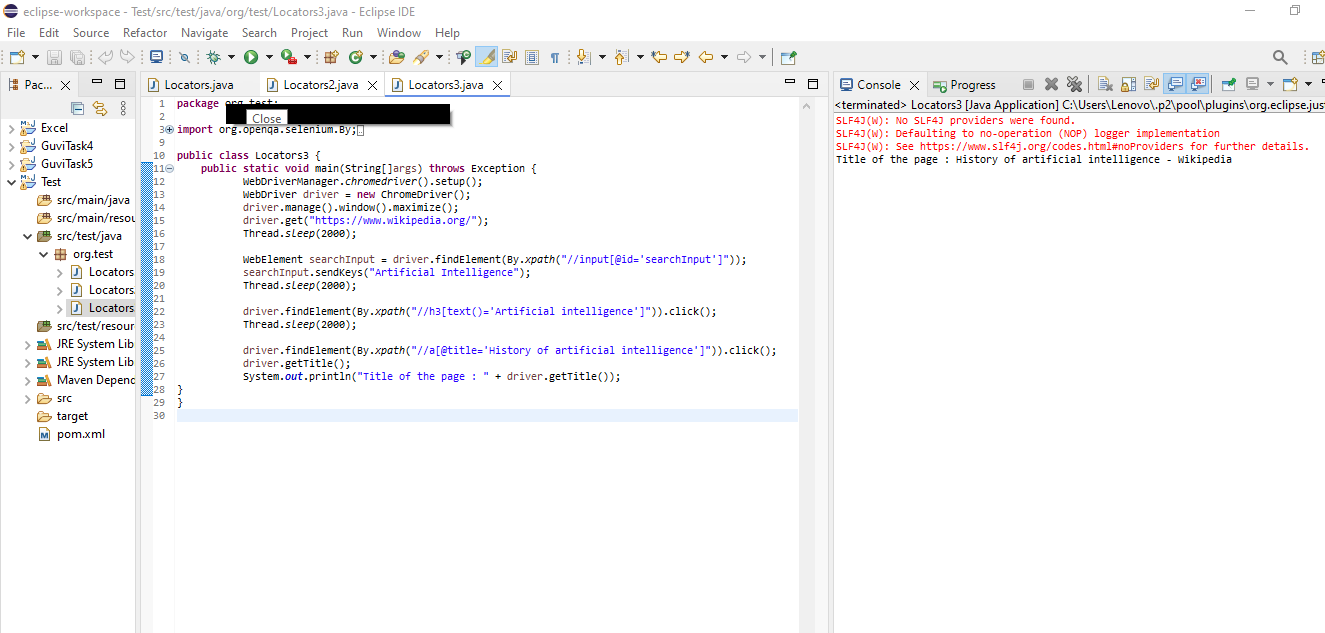 eclipse-workspace - Test/src/test/java/org/test/Locators3.java - Eclipse IDE
File Edit Source Refactor Navigate Search Project Run Window Help
Pac...
Excel
GuviTask4
GuviTask5
Test
src/main/java
src/main/resou
src/test/java
org.test
Locators
Locators
Locators
src/test/resour
JRE System Lib
JRE System Lib
Maven Depend
src
target
pom.xml
Locators.java Locators2.java Locators3.java
1 package org.test;
2
Close
3 import org.openqa.selenium.By;
9
10 public class Locators3 {
11 public static void main(String[]args) throws Exception {
12 WebDriverManager.chromedriver().setup();
13 WebDriver driver = new ChromeDriver();
14 driver.manage().window().maximize();
15 driver.get("https://www.wikipedia.org/");
16 Thread.sleep(2000);
17
18 WebElement searchInput = driver.findElement(By.xpath("//input[@id='searchInput']"));
19 searchInput.sendKeys("Artificial Intelligence");
20 Thread.sleep(2000);
21
22 driver.findElement(By.xpath("//h3[text()='Artificial intelligence']")).click();
23 Thread.sleep(2000);
24
25 driver.findElement(By.xpath("//a[@title='History of artificial intelligence']")).click();
26 driver.getTitle();
27 System.out.println("Title of the page : " + driver.getTitle());
28 }
29 }
30
Console Progress
<terminated> Locators3 [Java Application] C:\Users\Lenovo\.p2\pool\plugins\org.eclipse.just
SLF4J(W): No SLF4J providers were found.
SLF4J(W): Defaulting to no-operation (NOP) logger implementation
SLF4J(W): See https://www.slf4j.org/codes.html#noProviders for further details.
Title of the page : History of artificial intelligence - Wikipedia